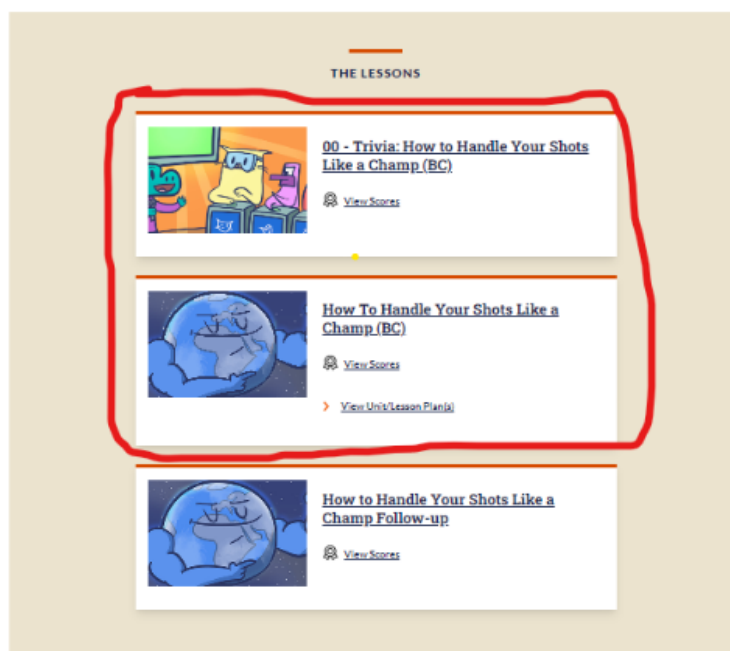 THE LESSONS
00 - Trivia: How to Handle Your Shots
Like a Champ (BC)
View Scores
How To Handle Your Shots Like a
Champ (BC)
View Scores
View Unit/Lesson Plan(s)
How to Handle Your Shots Like a
Champ Follow-up
View Scores